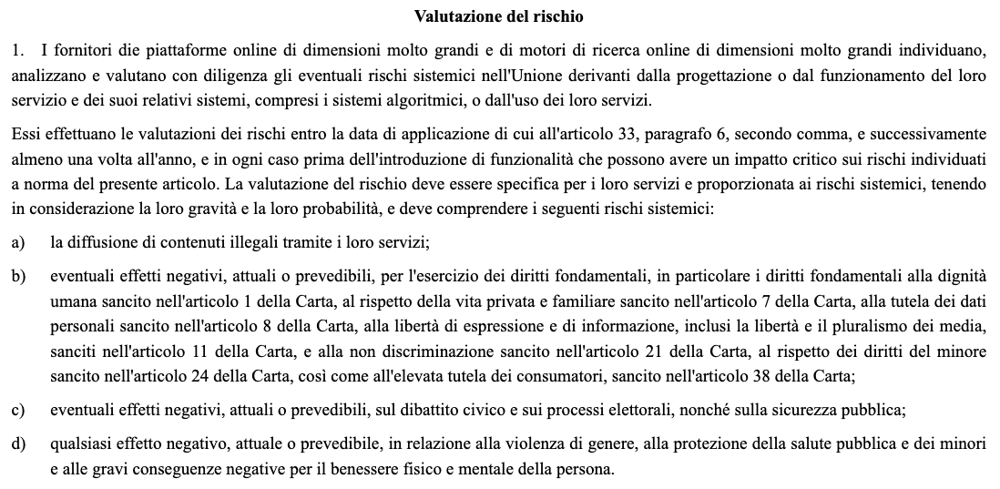 Valutazione del rischio
1. I fornitori die piattaforme online di dimensioni molto grandi e di motori di ricerca online di dimensioni molto grandi individuano,
analizzano e valutano con diligenza gli eventuali rischi sistemici nell'Unione derivanti dalla progettazione o dal funzionamento del loro
servizio e dei suoi relativi sistemi, compresi i sistemi algoritmici, o dall'uso dei loro servizi.
Essi effettuano le valutazioni dei rischi entro la data di applicazione di cui all'articolo 33, paragrafo 6, secondo comma, e successivamente
almeno una volta all'anno, e in ogni caso prima dell'introduzione di funzionalità che possono avere un impatto critico sui rischi individuati
a norma del presente articolo. La valutazione del rischio deve essere specifica per i loro servizi e proporzionata ai rischi sistemici, tenendo
in considerazione la loro gravità e la loro probabilità, e deve comprendere i seguenti rischi sistemici:
a) la diffusione di contenuti illegali tramite i loro servizi;
b) eventuali effetti negativi, attuali o prevedibili, per l'esercizio dei diritti fondamentali, in particolare i diritti fondamentali alla dignità
umana sancito nell'articolo 1 della Carta, al rispetto della vita privata e familiare sancito nell'articolo 7 della Carta, alla tutela dei dati
personali sancito nell'articolo 8 della Carta, alla libertà di espressione e di informazione, inclusi la libertà e il pluralismo dei media,
sanciti nell'articolo 11 della Carta, e alla non discriminazione sancito nell'articolo 21 della Carta, al rispetto dei diritti del minore
sancito nell'articolo 24 della Carta, così come all'elevata tutela dei consumatori, sancito nell'articolo 38 della Carta;
c) eventuali effetti negativi, attuali o prevedibili, sul dibattito civico e sui processi elettorali, nonché sulla sicurezza pubblica;
d) qualsiasi effetto negativo, attuale o prevedibile, in relazione alla violenza di genere, alla protezione della salute pubblica e dei minori
e alle gravi conseguenze negative per il benessere fisico e mentale della persona.